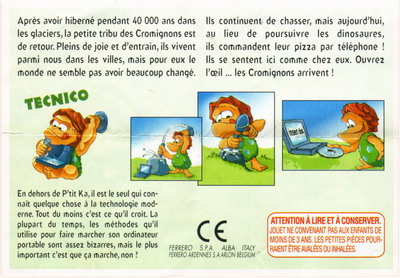 Après avoir hiberné pendant 40 000 ans dans
les glaciers, la petite tribu des Cromignons est
de retour. Pleins de joie et d'entrain, ils vivent
parmi nous dans les villes, mais pour eux le
monde ne semble pas avoir beaucoup changé.
Ils continuent de chasser, mais aujourd'hui,
au lieu de poursuivre les dinosaures,
ils commandent leur pizza par téléphone !
Ils se sentent ici comme chez eux. Ouvrez
l'œil ... les Cromignons arrivent !
TECNICO
En dehors de P'tit Ka, il est le seul qui con-
naît quelque chose à la technologie mod-
erne. Tout du moins c'est ce qu'il croit. La
plupart du temps, les méthodes qu'il
utilise pour faire marcher son ordinateur
portable sont assez bizarres, mais le plus
important c'est que ça marche, non !
CE
FERRERO S.P.A. ALBA ITALY
FERRERO ARDENNES S.A ARLON BELGIUM
ATTENTION À LIRE ET À CONSERVER.
JOUET NE CONVENANT PAS AUX ENFANTS DE
MOINS DE 3 ANS. LES PETITES PIÈCES POUR-
RAIENT ÊTRE AVALÉES OU INHALÉES.